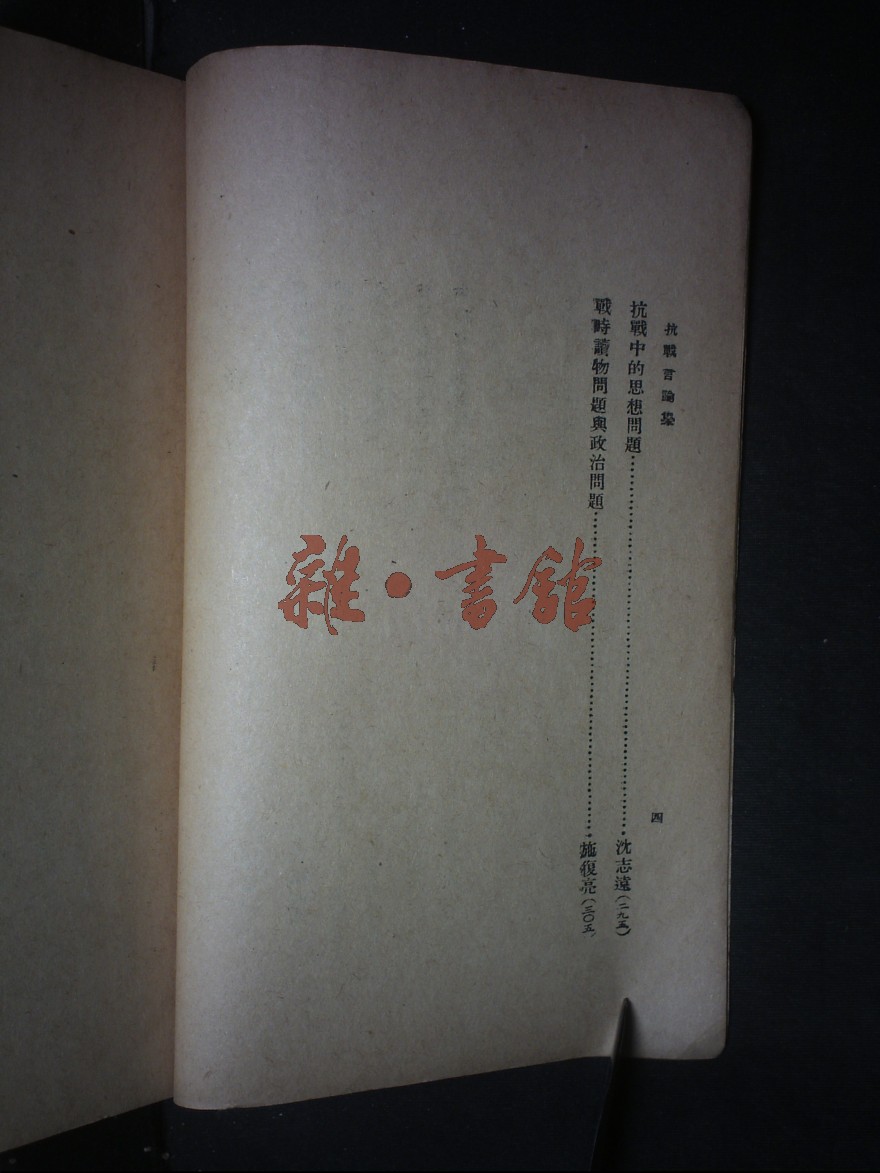 抗戰言論集
四
抗戰中的思想問題……沈志遠(二九五)
戰時讀物問題與政治問題……施復亮(三〇五)
雜•書館